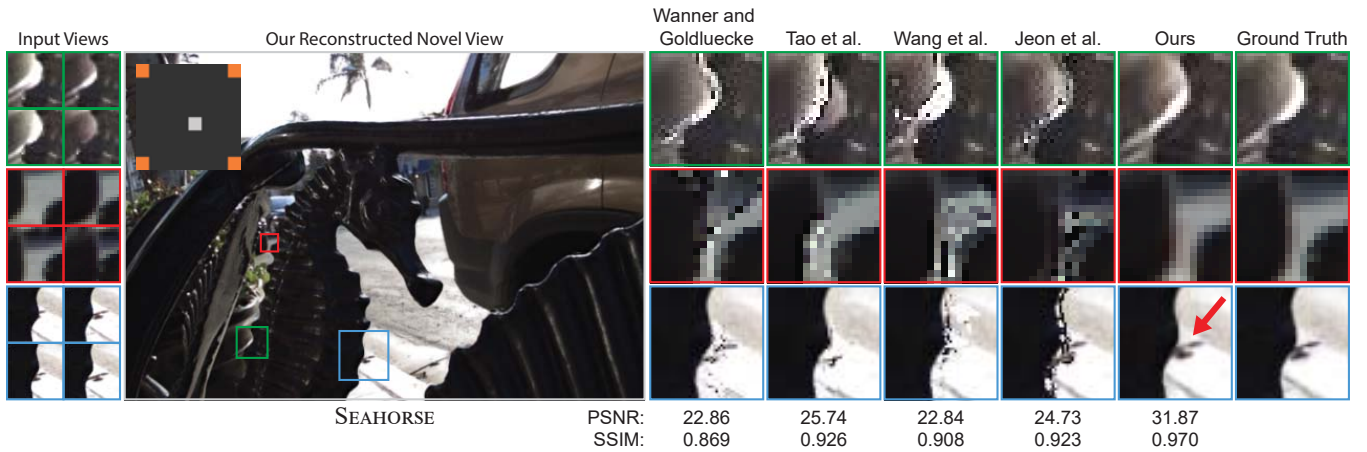 Wanner and
Input Views Our Reconstructed Novel View Goldluecke Tao et al. Wang et al. Jeon et al. Ours Ground Truth
SEAHORSE PSNR: 22.86 25.74 22.84 24.73 31.87
SSIM: 0.869 0.926 0.908 0.923 0.970